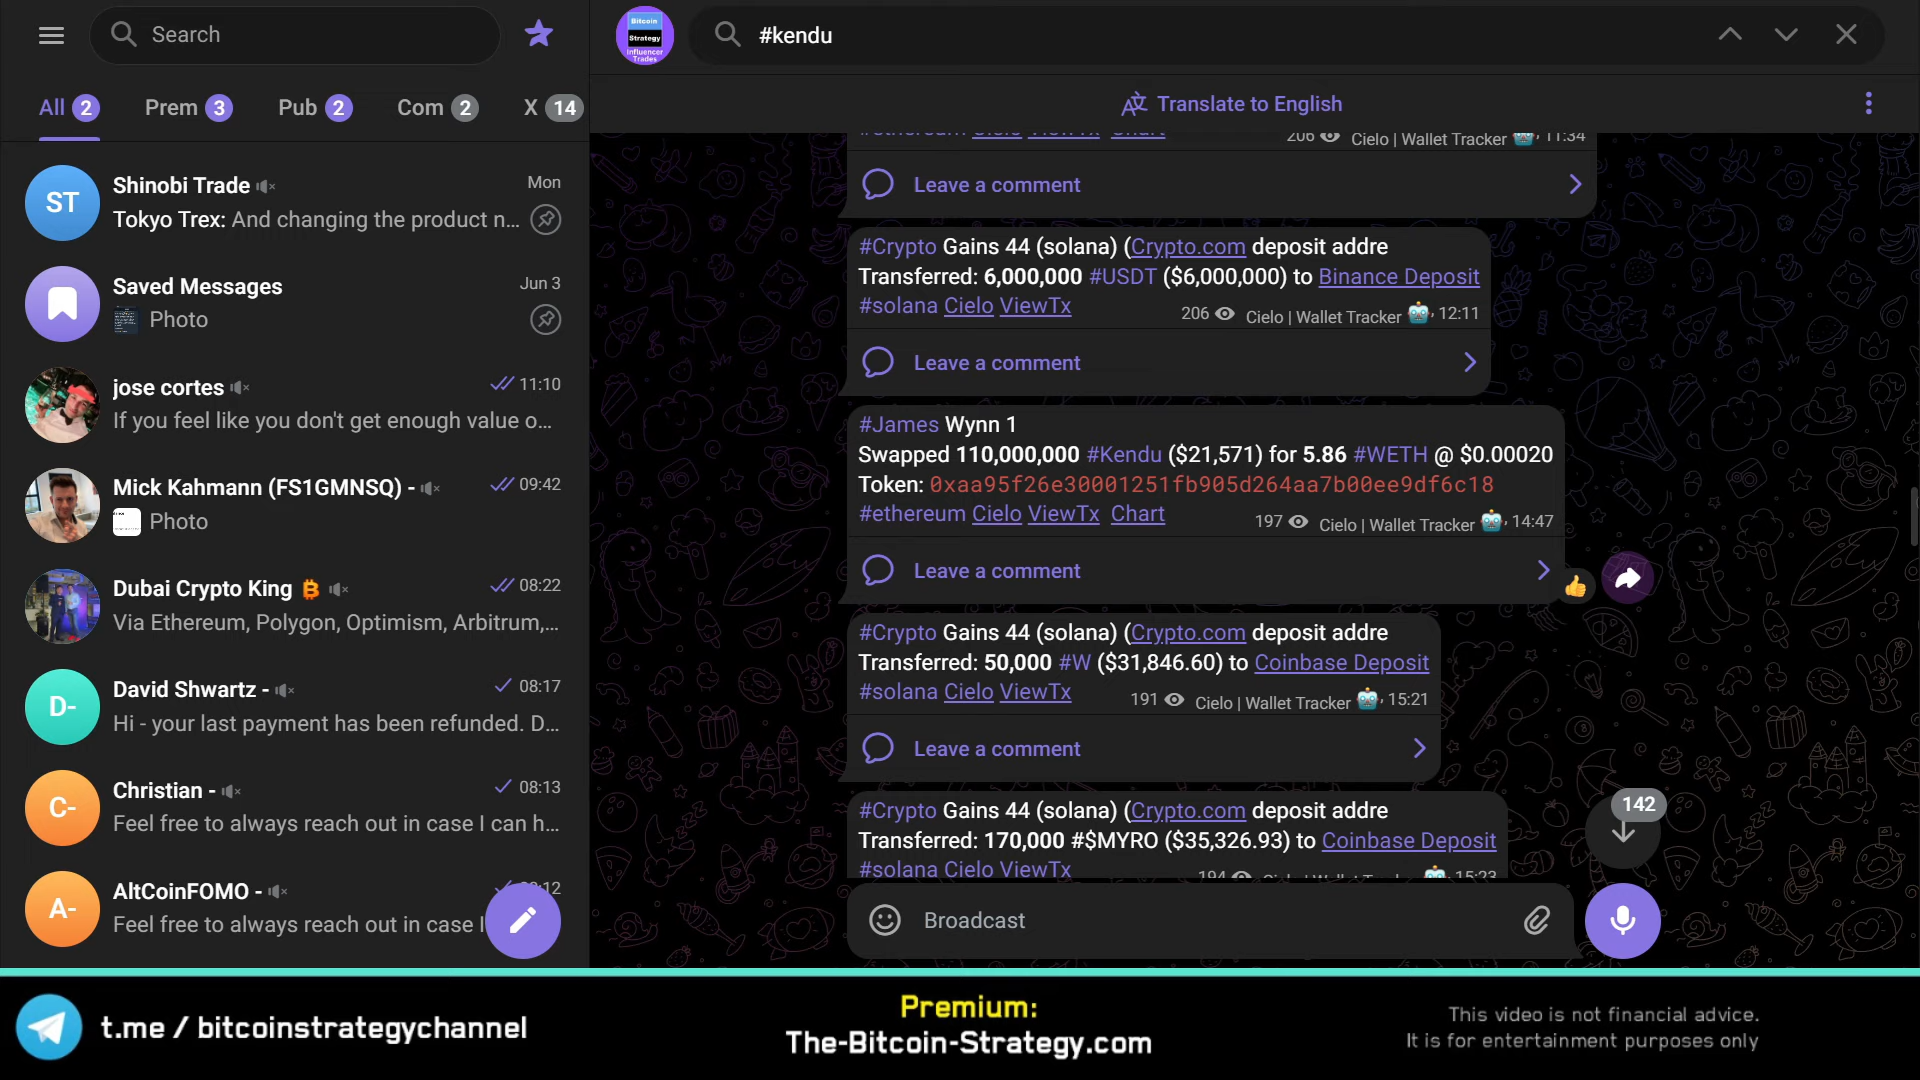 Search
All 2
Prem 3
Pub 2
Com 2
X 14
ST
Shinobi Trade
Mon
Tokyo Trex: And changing the product n...
Saved Messages
Jun 3
Photo
jose cortes
11:10
If you feel like you don't get enough value o...
Mick Kahmann (FS1GMNSQ) -
09:42
Photo
Dubai Crypto King
08:22
Via Ethereum, Polygon, Optimism, Arbitrum,...
D-
David Shwartz -
08:17
Hi - your last payment has been refunded. D...
C-
Christian -
08:13
Feel free to always reach out in case I can h...
A-
AltCoinFOMO -
Feel free to always reach out in case I
Bitcoin
Strategy
Influencer
Trades
#kendu
Translate to English
#ethereum Cielo ViewTx Chart
206 Cielo | Wallet Tracker 🤖, 11:34
Leave a comment
#Crypto Gains 44 (solana) (Crypto.com deposit addre
Transferred: 6,000,000 #USDT ($6,000,000) to Binance Deposit
#solana Cielo ViewTx
206 Cielo | Wallet Tracker 🤖, 12:11
Leave a comment
#James Wynn 1
Swapped 110,000,000 #Kendu ($21,571) for 5.86 #WETH @ $0.00020
Token: 0xaa95f26e30001251fb905d264aa7b00ee9df6c18
#ethereum Cielo ViewTx Chart
197 Cielo | Wallet Tracker 🤖, 14:47
Leave a comment
#Crypto Gains 44 (solana) (Crypto.com deposit addre
Transferred: 50,000 #W ($31,846.60) to Coinbase Deposit
#solana Cielo ViewTx
191 Cielo | Wallet Tracker 🤖, 15:21
Leave a comment
#Crypto Gains 44 (solana) (Crypto.com deposit addre
Transferred: 170,000 #$MYRO ($35,326.93) to Coinbase Deposit
#solana Cielo ViewTx
194 Cielo | Wallet Tracker 🤖, 15:23
142
Broadcast
t.me / bitcoinstrategychannel
Premium:
The-Bitcoin-Strategy.com
This video is not financial advice.
It is for entertainment purposes only